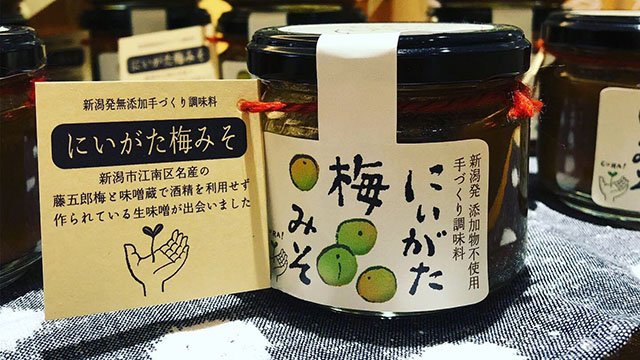 新潟発無添加手づくり調味料
にいがた梅みそ
新潟市江南区名産の
藤五郎梅と味噌蔵で酒精を利用せず
作られている生味噌が出会いました
新潟発 添加物不使用
手づくり調味料
にいがた
梅みそ